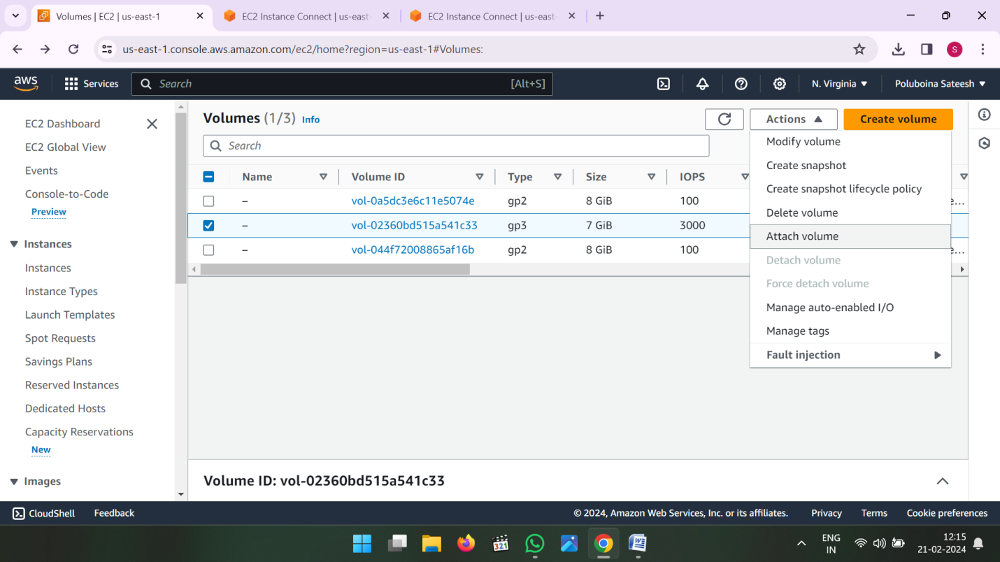 Volumes | EC2 | us-east-1
EC2 Instance Connect | us-east-
EC2 Instance Connect | us-east-
us-east-1.console.aws.amazon.com/ec2/home?region=us-east-1#Volumes:
S
aws
Services
Search
[Alt+S]
N. Virginia
Poluboina Sateesh
EC2 Dashboard
EC2 Global View
Events
Console-to-Code
Preview
Instances
Instances
Instance Types
Launch Templates
Spot Requests
Savings Plans
Reserved Instances
Dedicated Hosts
Capacity Reservations
New
Images
Volumes (1/3) Info
Actions
Create volume
Search
Name Volume ID Type Size IOPS
– vol-0a5dc3e6c11e5074e gp2 8 GiB 100 e...
– vol-02360bd515a541c33 gp3 7 GiB 3000
– vol-044f72008865af16b gp2 8 GiB 100 e...
Modify volume
Create snapshot
Create snapshot lifecycle policy
Delete volume
Attach volume
Detach volume
Force detach volume
Manage auto-enabled I/O
Manage tags
Fault injection
Volume ID: vol-02360bd515a541c33
CloudShell Feedback © 2024, Amazon Web Services, Inc. or its affiliates. Privacy Terms Cookie preferences
321
W
ENG
IN
12:15
21-02-2024